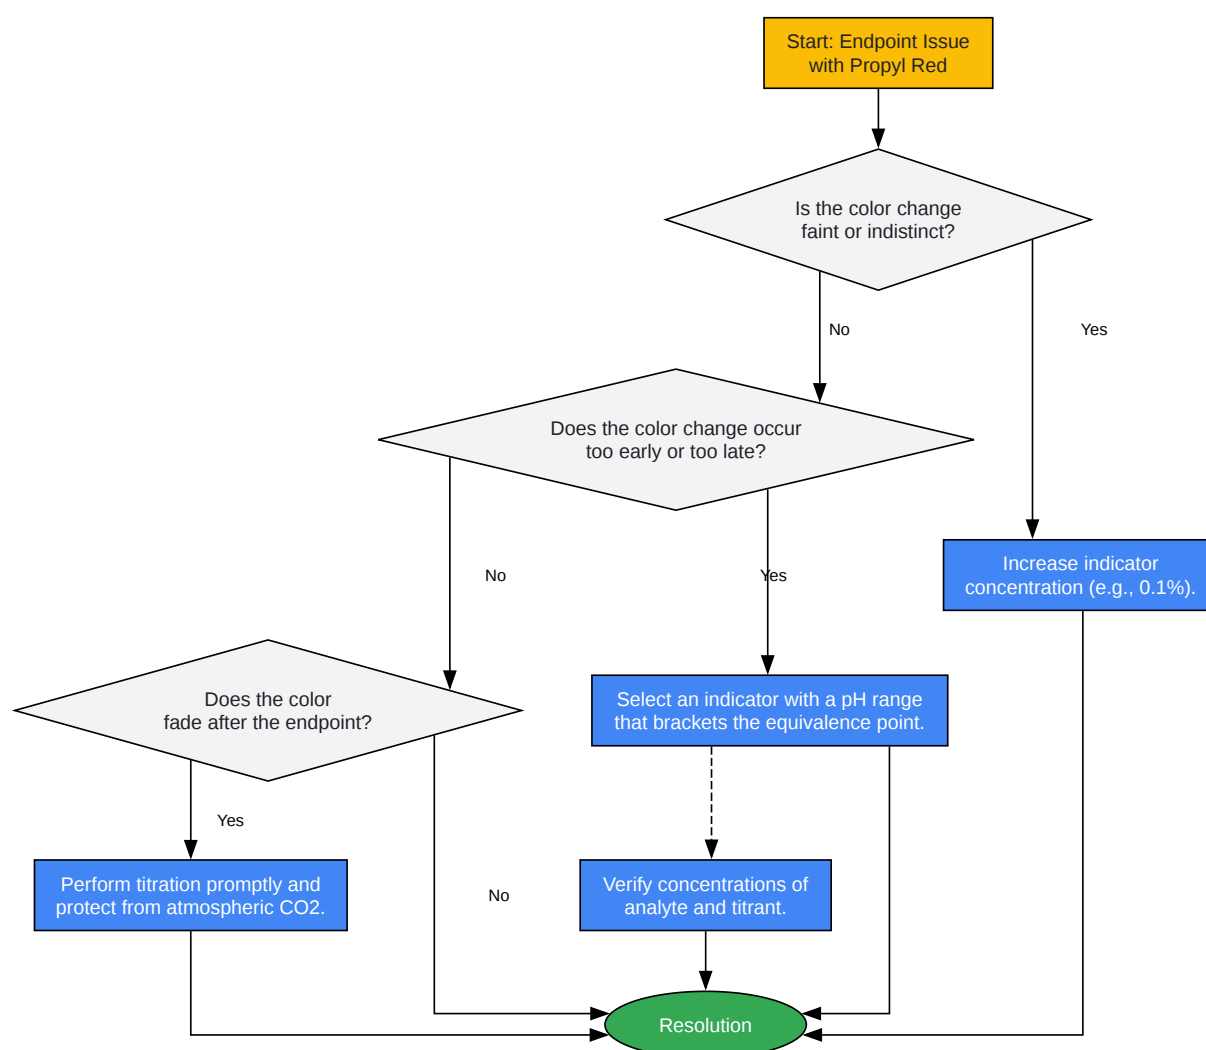 Start: Endpoint Issue
with Propyl Red
Is the color change
faint or indistinct?
No
Yes
Does the color change occur
too early or too late?
No
Yes
Increase indicator
concentration (e.g., 0.1%).
Does the color
fade after the endpoint?
Select an indicator with a pH range
that brackets the equivalence point.
Yes
No
Perform titration promptly and
protect from atmospheric CO2.
Verify concentrations of
analyte and titrant.
Resolution